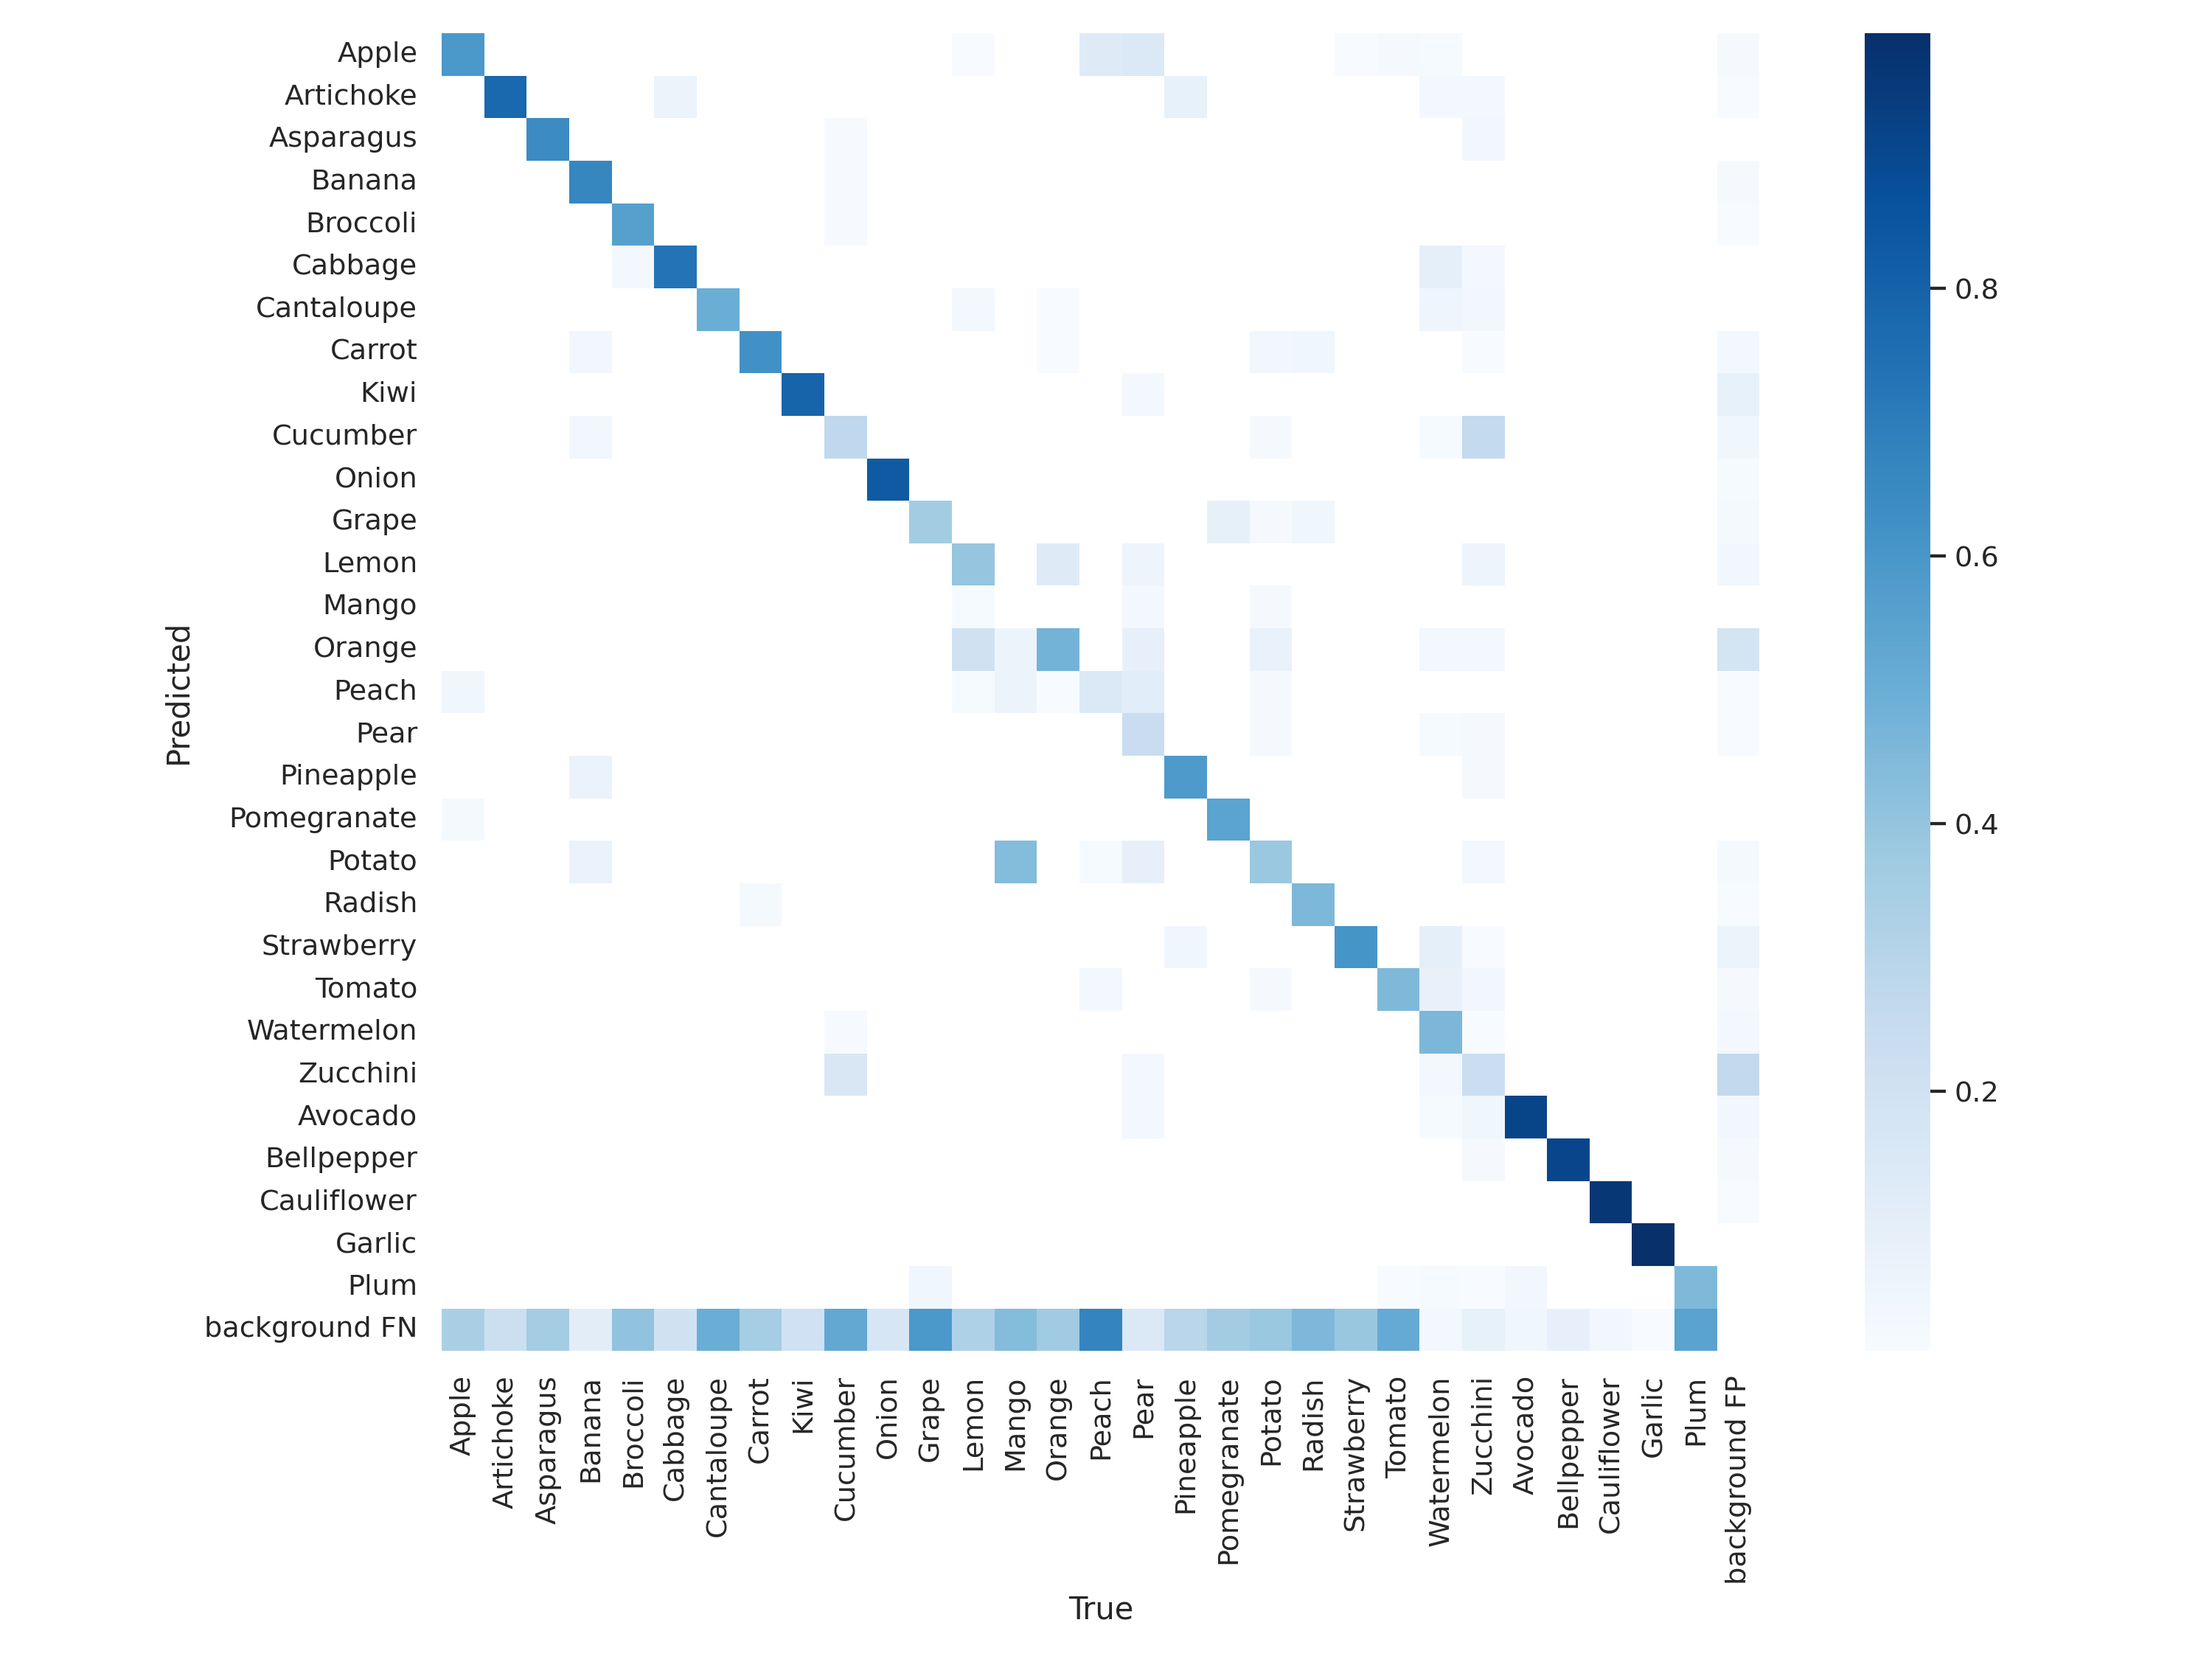 Apple
Artichoke
Asparagus
Banana
Broccoli
Cabbage
Cantaloupe
Carrot
Kiwi
Cucumber
Onion
Grape
Lemon
Mango
Orange
Peach
Pear
Pineapple
Pomegranate
Potato
Radish
Strawberry
Tomato
Watermelon
Zucchini
Avocado
Bellpepper
Cauliflower
Garlic
Plum
background FN
Predicted
Apple
Artichoke
Asparagus
Banana
Broccoli
Cabbage
Cantaloupe
Carrot
Kiwi
Cucumber
Onion
Grape
Lemon
Mango
Orange
Peach
Pear
Pineapple
Pomegranate
Potato
Radish
Strawberry
Tomato
Watermelon
Zucchini
Avocado
Bellpepper
Cauliflower
Garlic
Plum
background FP
True
0.8
0.6
0.4
0.2